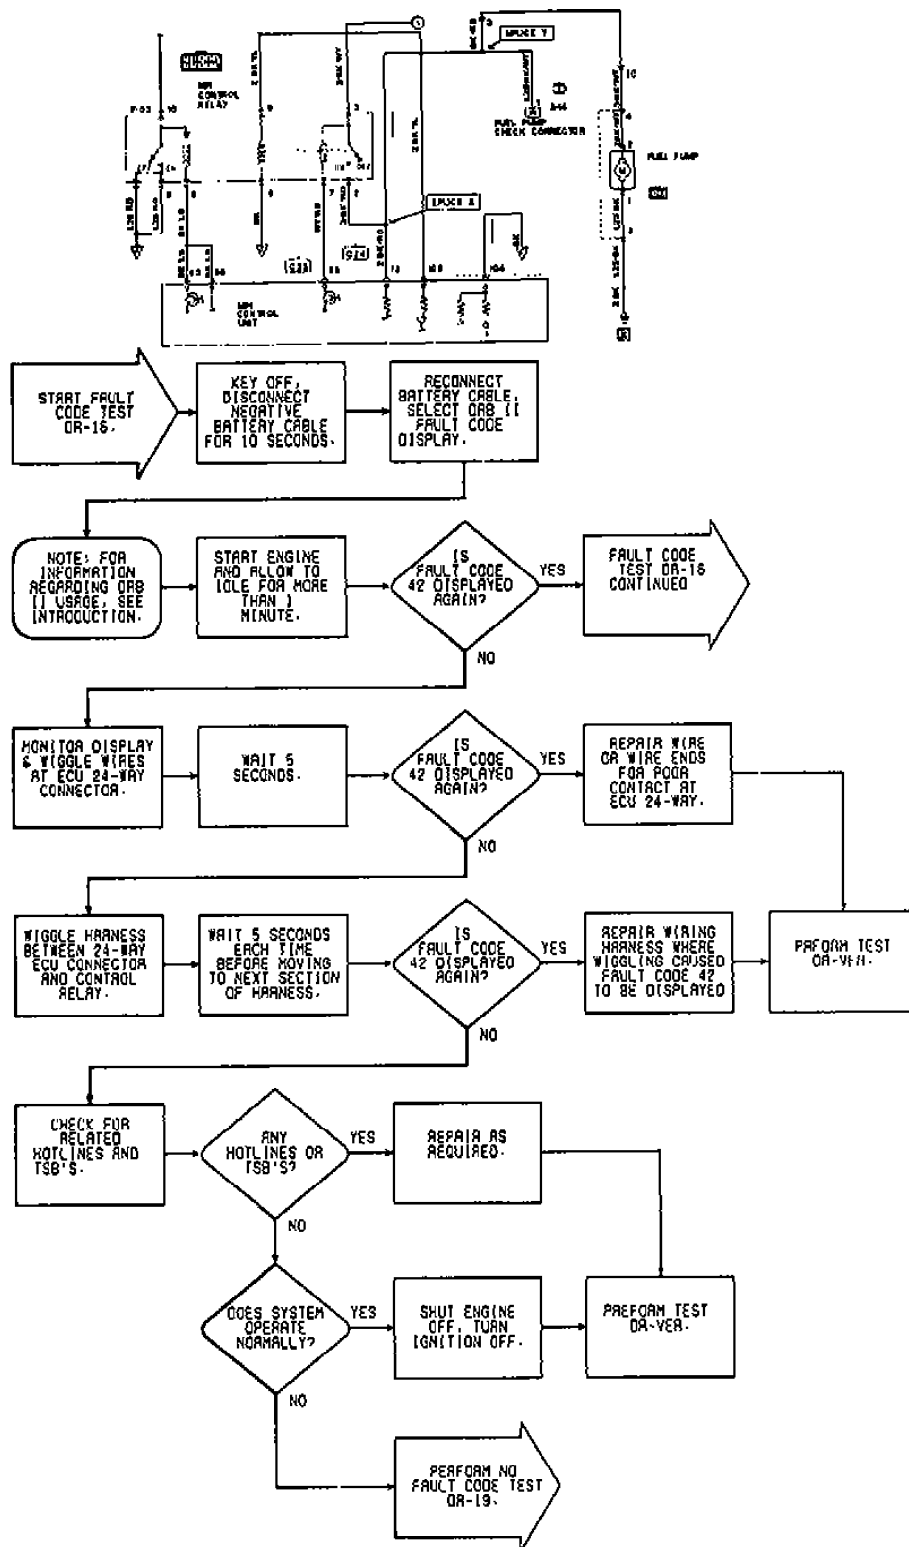 MPI
CONTROL
RELAY
SPLICE Y
FUEL PUMP
CHECK CONNECTOR
FUEL PUMP
SPLICE X
MPI
CONTROL
UNIT
START FAULT
CODE TEST
DR-16.
KEY OFF,
DISCONNECT
NEGATIVE
BATTERY CABLE
FOR 10 SECONDS.
RECONNECT
BATTERY CABLE.
SELECT DRB II
FAULT CODE
DISPLAY.
NOTE: FOR
INFORMATION
REGARDING DRB
II USAGE, SEE
INTRODUCTION.
START ENGINE
AND ALLOW TO
IDLE FOR MORE
THAN 1
MINUTE.
IS
FAULT CODE
42 DISPLAYED
AGAIN?
YES
FAULT CODE
TEST DR-16
CONTINUED
NO
MONITOR DISPLAY
& WIGGLE WIRES
AT ECU 24-WAY
CONNECTOR.
WAIT 5
SECONDS.
IS
FAULT CODE
42 DISPLAYED
AGAIN?
YES
REPAIR WIRE
OR WIRE ENDS
FOR POOR
CONTACT AT
ECU 24-WAY.
NO
WIGGLE HARNESS
BETWEEN 24-WAY
ECU CONNECTOR
AND CONTROL
RELAY.
WAIT 5 SECONDS
EACH TIME
BEFORE MOVING
TO NEXT SECTION
OF HARNESS.
IS
FAULT CODE
42 DISPLAYED
AGAIN?
YES
REPAIR WIRING
HARNESS WHERE
WIGGLING CAUSED
FAULT CODE 42
TO BE DISPLAYED
PRFORM TEST
DR-VER.
NO
CHECK FOR
RELATED
HOTLINES AND
TSB'S.
ANY
HOTLINES OR
TSB'S?
YES
REPAIR AS
REQUIRED.
NO
DOES SYSTEM
OPERATE
NORMALLY?
YES
SHUT ENGINE
OFF, TURN
IGNITION OFF.
PREFORM TEST
DR-VER.
NO
PERFORM NO
FAULT CODE TEST
DR-19.